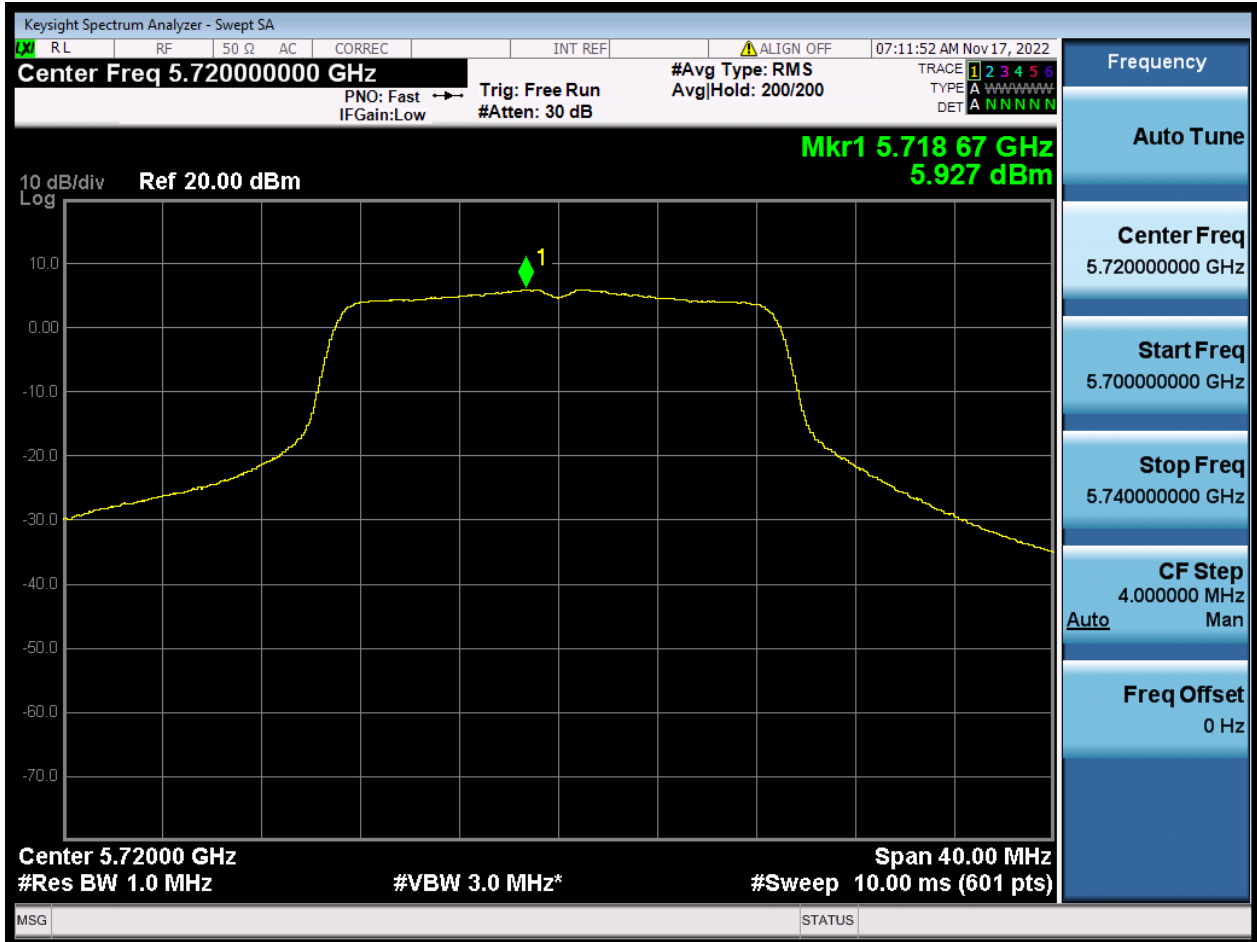 Keysight Spectrum Analyzer - Swept SA
LXI RL RF 50 Ω AC CORREC INT REF ALIGN OFF 07:11:52 AM Nov 17, 2022
Center Freq 5.720000000 GHz
PNO: Fast
IFGain:Low
Trig: Free Run
#Atten: 30 dB
#Avg Type: RMS
Avg|Hold: 200/200
TRACE 1 2 3 4 5 6
TYPE A WWWWWW
DET A N N N N N
Mkr1 5.718 67 GHz
5.927 dBm
10 dB/div Ref 20.00 dBm
Log
1
10.0
0.00
-10.0
-20.0
-30.0
-40.0
-50.0
-60.0
-70.0
Center 5.72000 GHz Span 40.00 MHz
#Res BW 1.0 MHz #VBW 3.0 MHz* #Sweep 10.00 ms (601 pts)
MSG STATUS
Frequency
Auto Tune
Center Freq
5.720000000 GHz
Start Freq
5.700000000 GHz
Stop Freq
5.740000000 GHz
CF Step
4.000000 MHz
Auto Man
Freq Offset
0 Hz